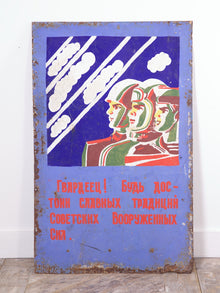 Гвардеец! Будь дос-
тоин славных традиций
Советских Вооруженных
Сил.